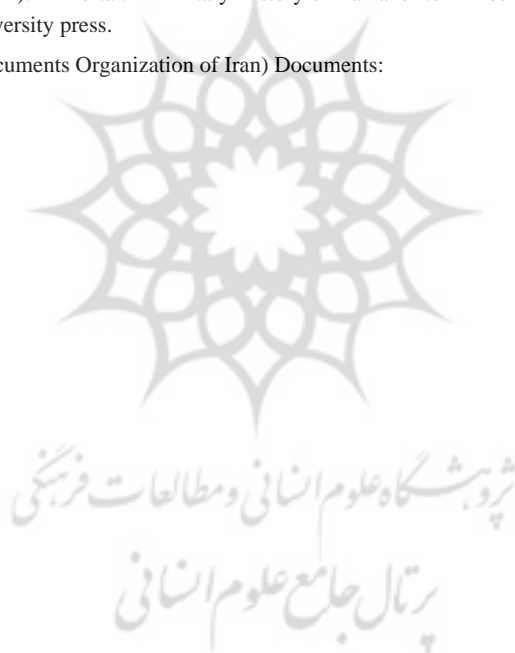 versity press.
cuments Organization of Iran) Documents:
پژوهشگاه علوم انسانی و مطالعات فرهنگی
پرتال جامع علوم انسانی